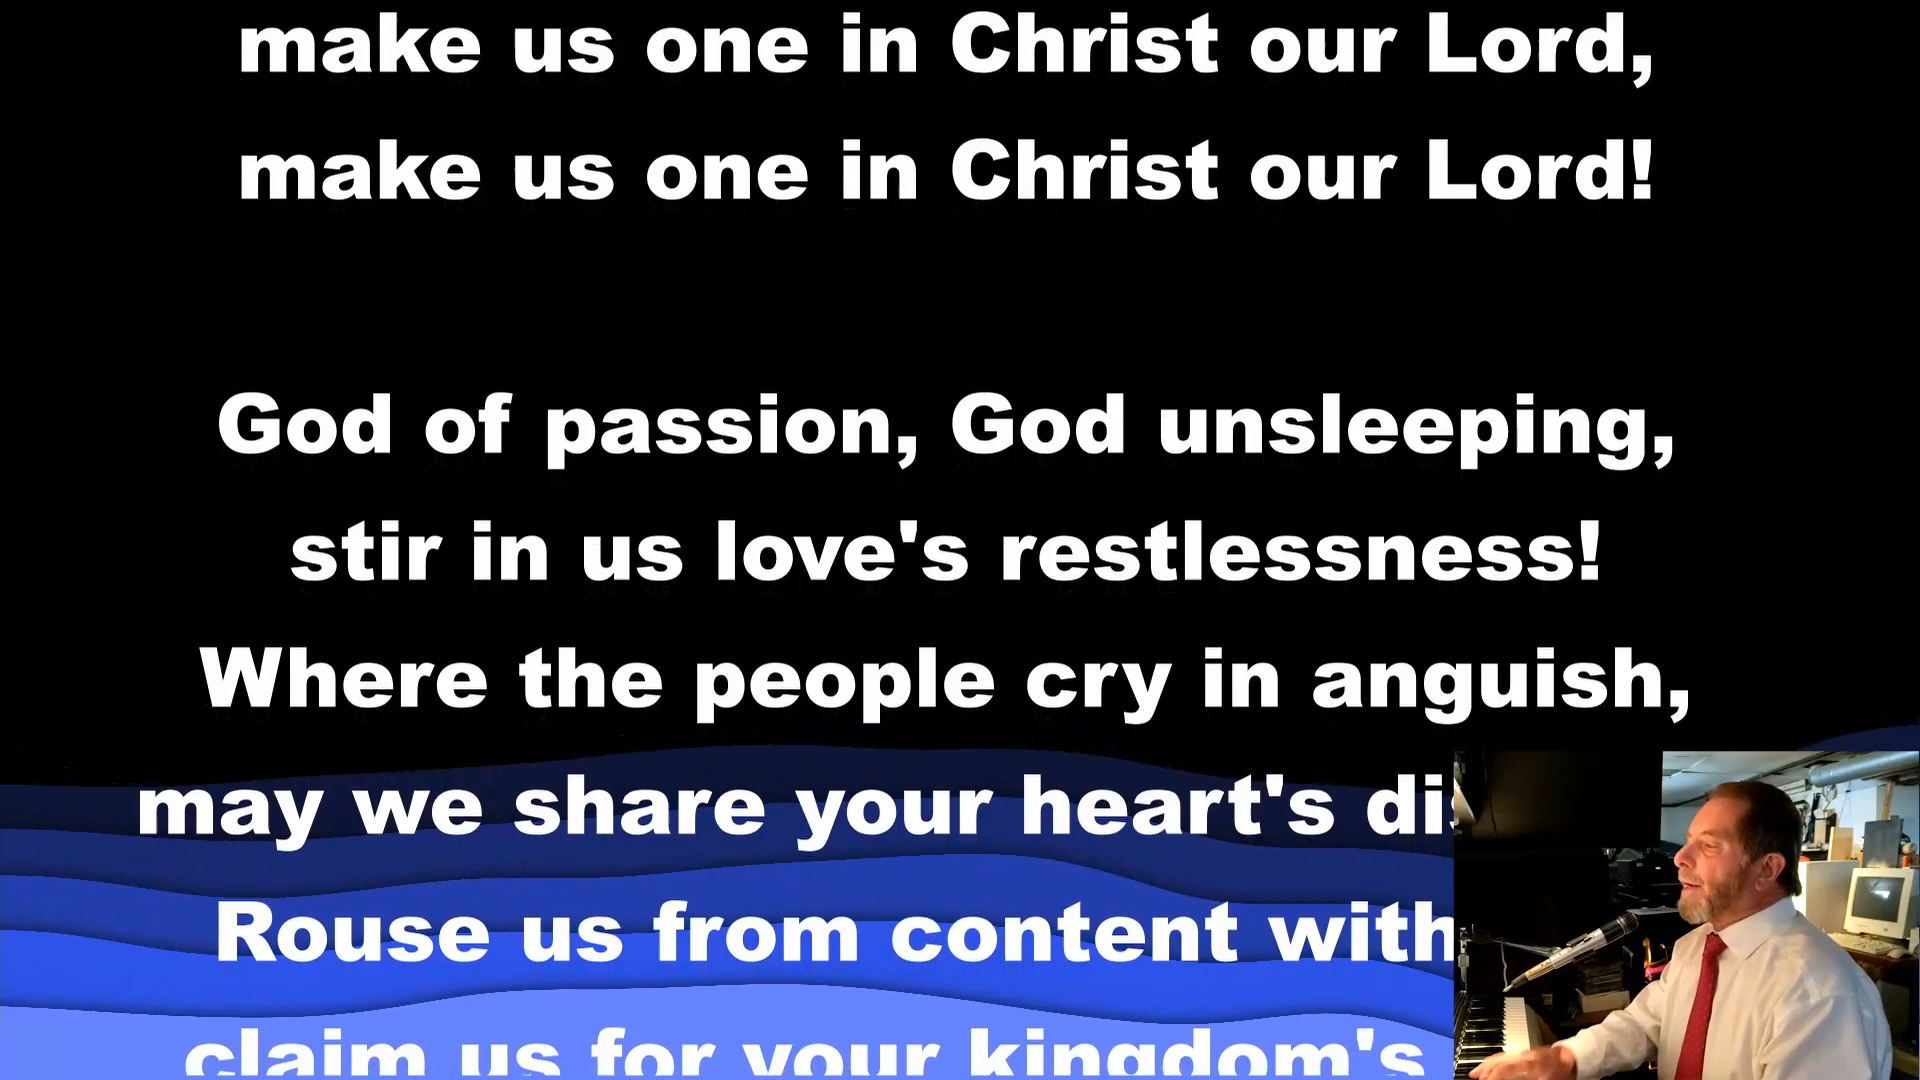 make us one in Christ our Lord,
make us one in Christ our Lord!
God of passion, God unsleeping,
stir in us love's restlessness!
Where the people cry in anguish,
may we share your heart's
Rouse us from content with
claim us for your kingdom's